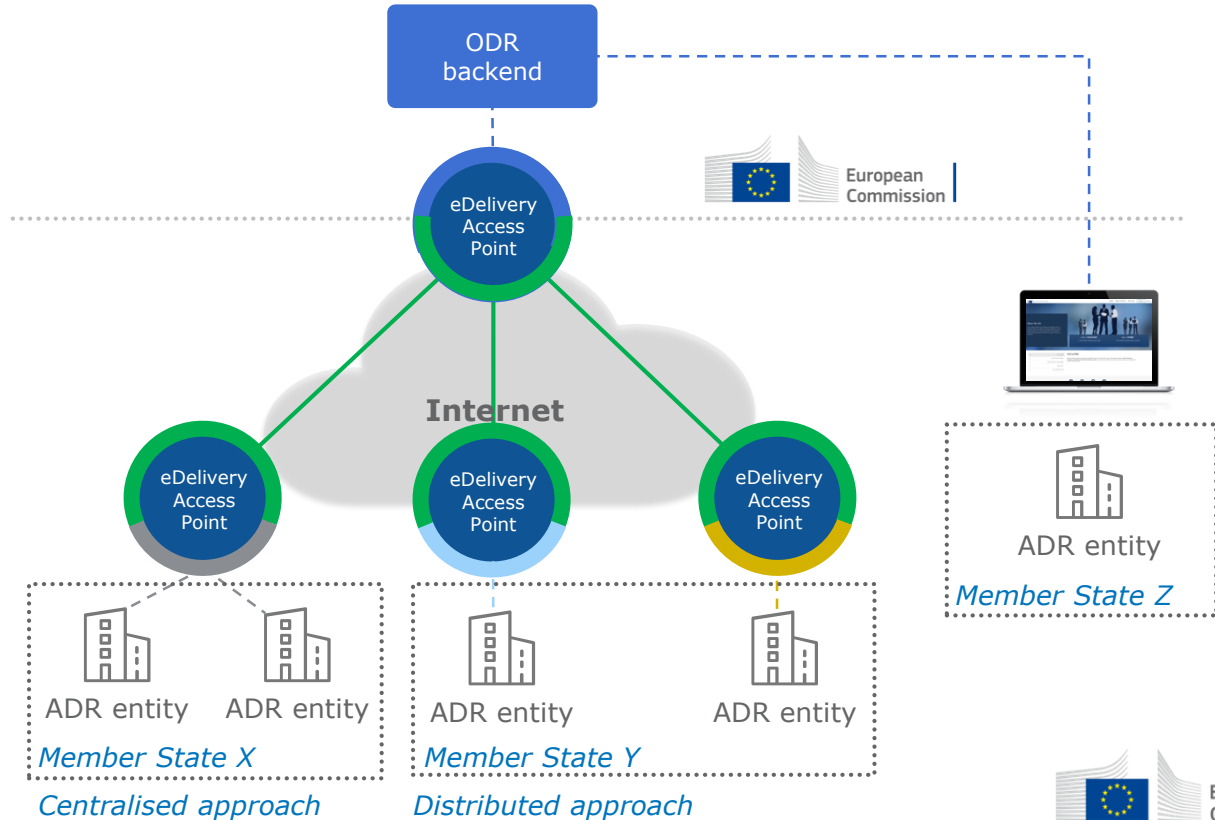 ODR
backend
European
Commission
eDelivery
Access
Point
Internet
eDelivery
Access
Point
eDelivery
Access
Point
eDelivery
Access
Point
ADR entity
Member State Z
ADR entity
ADR entity
ADR entity
ADR entity
Member State X
Member State Y
Centralised approach
Distributed approach